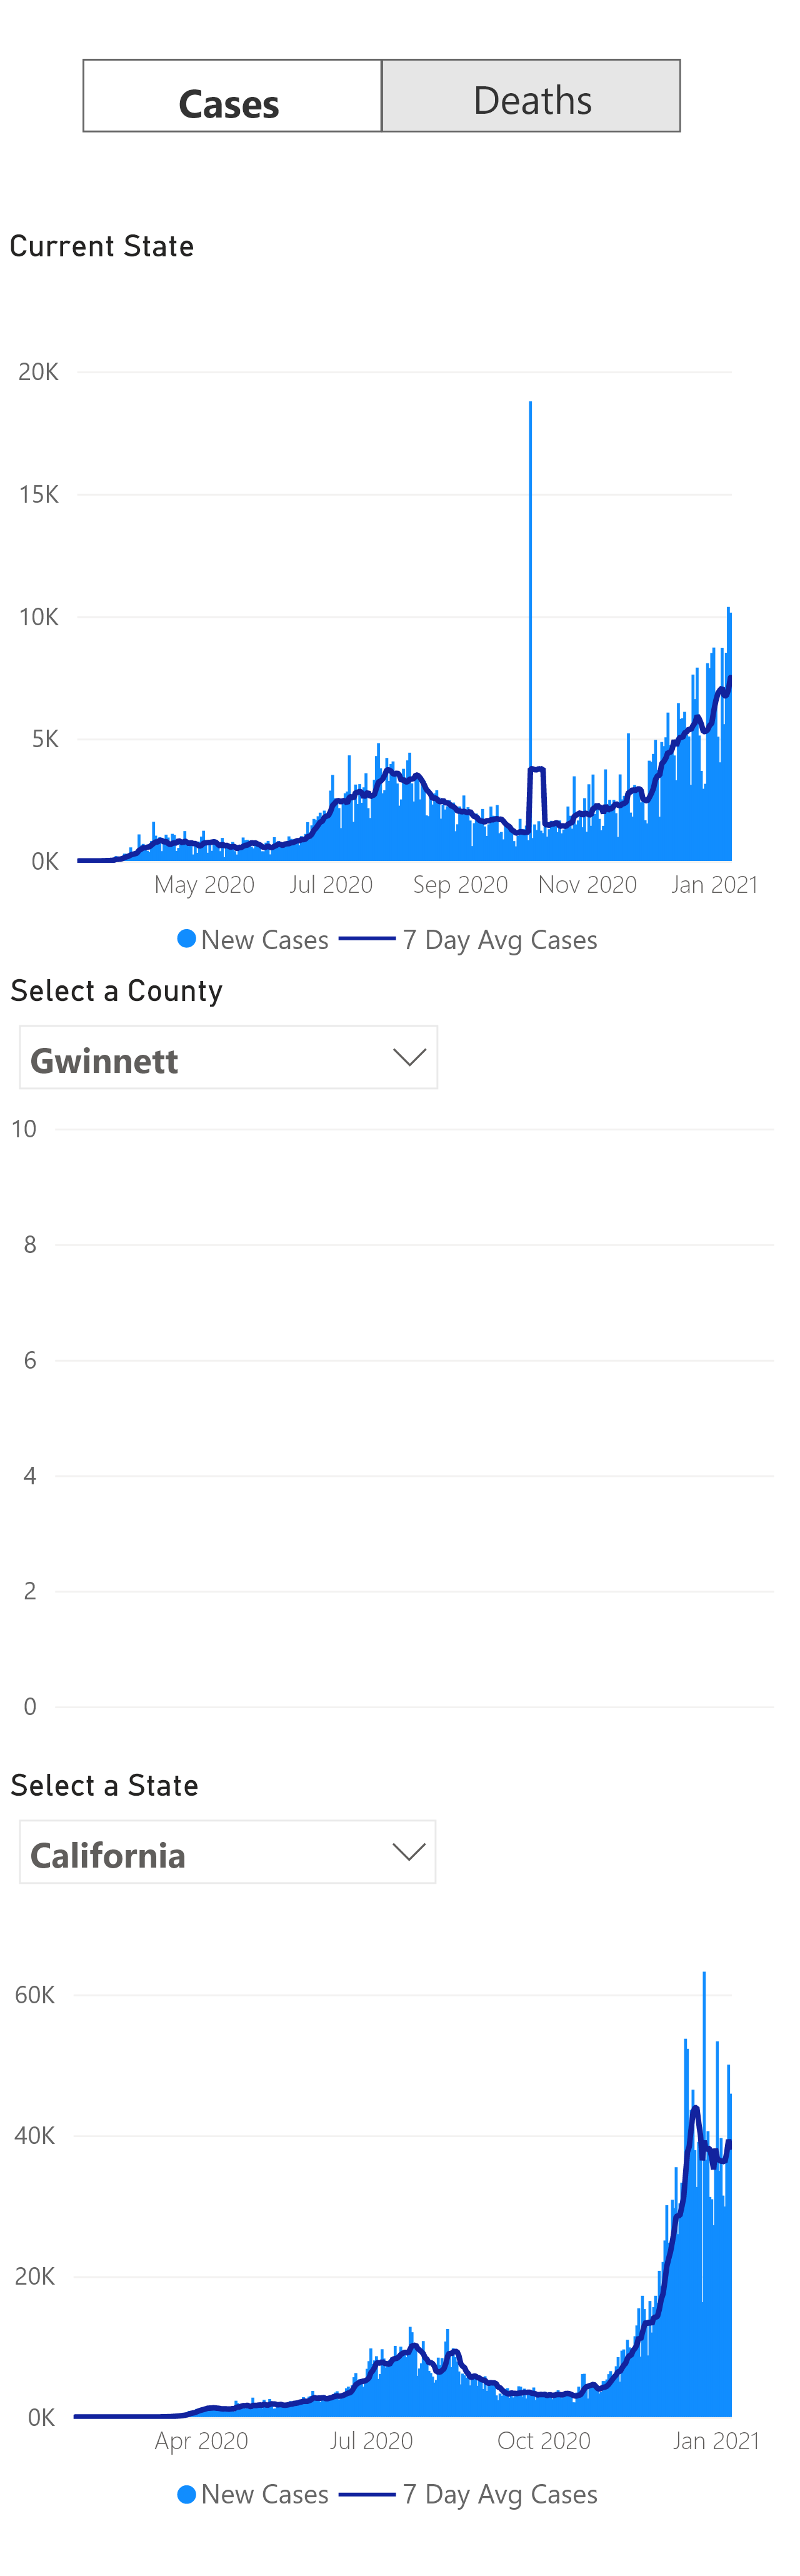 Cases Deaths
Current State
20K
15K
10K
5K
0K
May 2020 Jul 2020 Sep 2020 Nov 2020 Jan 2021
New Cases 7 Day Avg Cases
Select a County
Gwinnett
10
8
6
4
2
0
Select a State
California
60K
40K
20K
0K
Apr 2020 Jul 2020 Oct 2020 Jan 2021
New Cases 7 Day Avg Cases